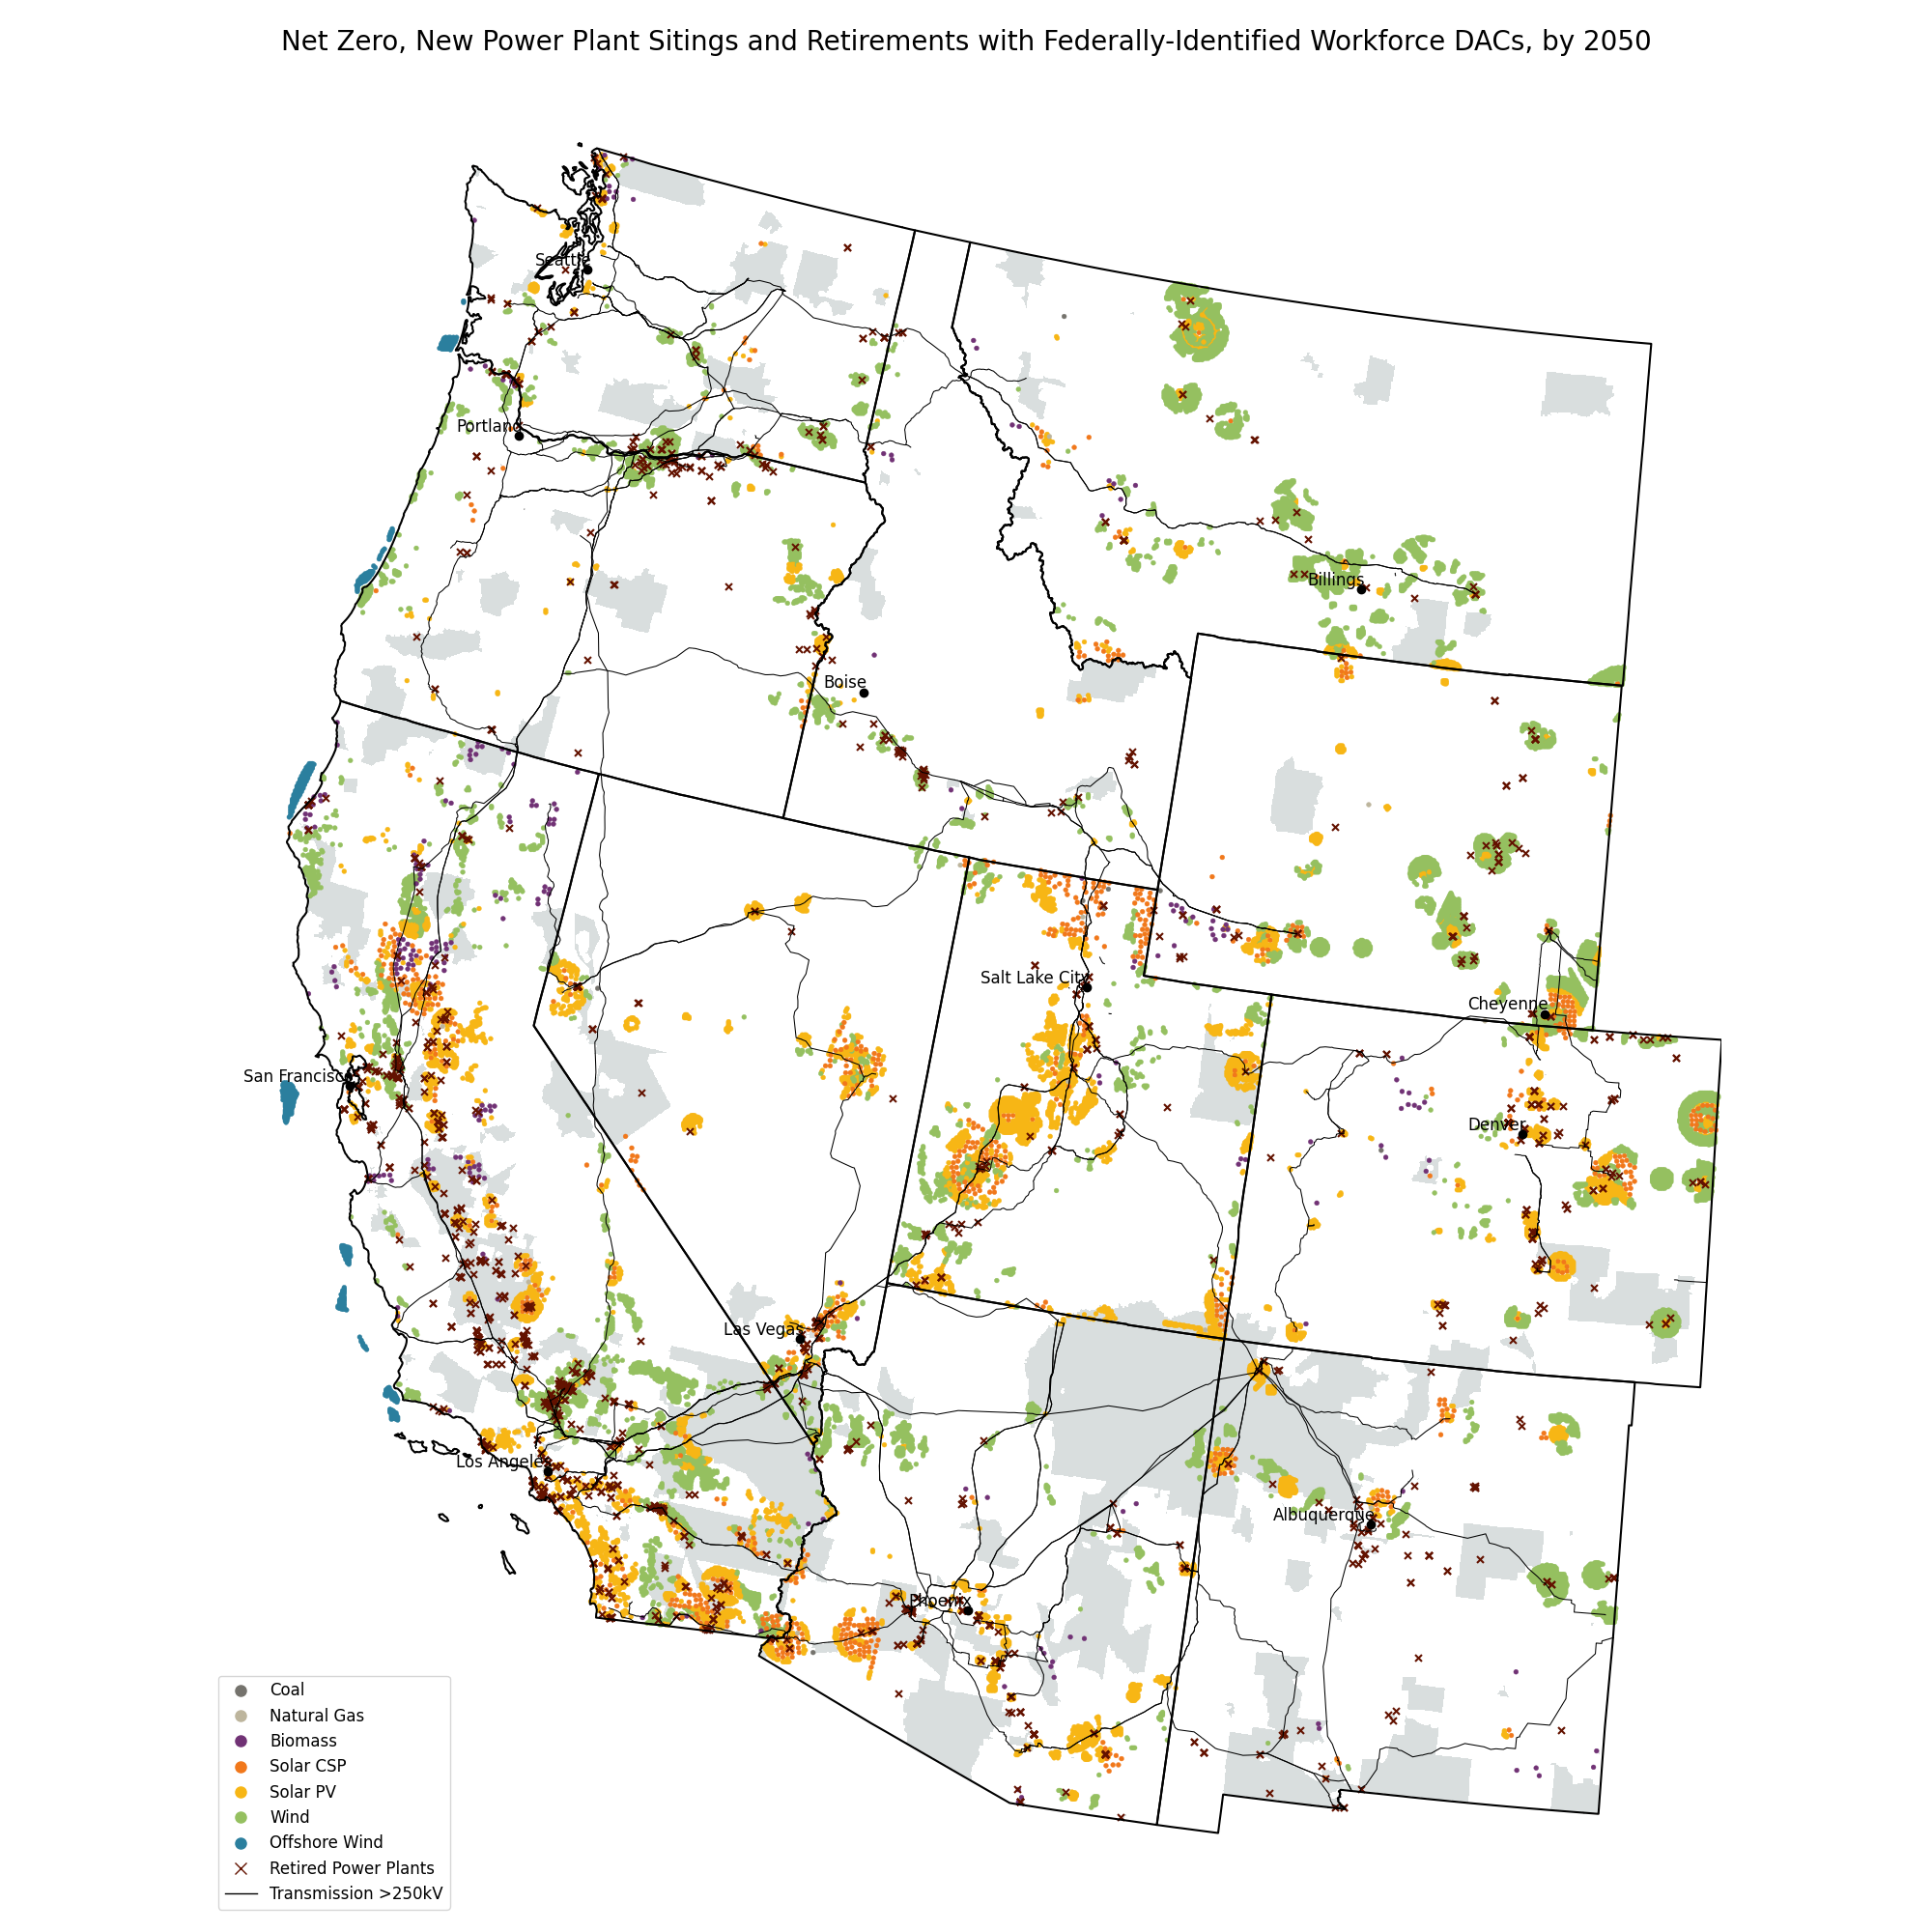 Net Zero, New Power Plant Sitings and Retirements with Federally-Identified Workforce DACs, by 2050
Seattle
Portland
Billings
Boise
Salt Lake City
Cheyenne
San Francisco
Denver
Las Vegas
Los Angeles
Albuquerque
Phoenix
Coal
Natural Gas
Biomass
Solar CSP
Solar PV
Wind
Offshore Wind
Retired Power Plants
Transmission >250kV